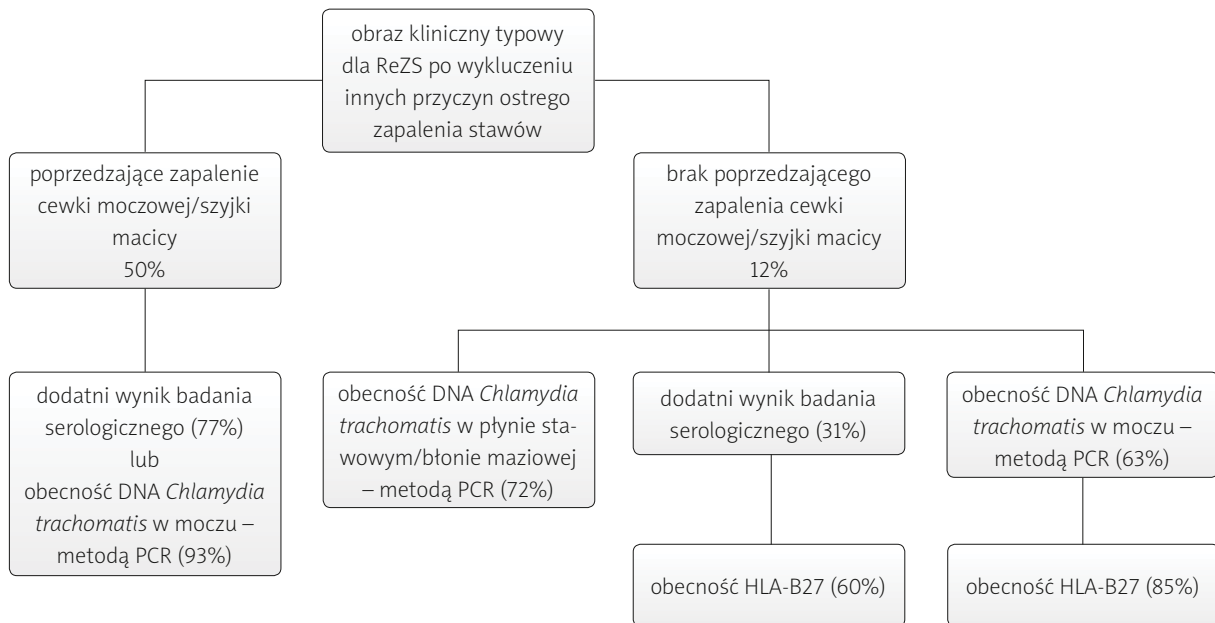 obraz kliniczny typowy
dla ReZS po wykluczeniu
innych przyczyn ostrego
zapalenia stawów
poprzedzające zapalenie
cewki moczowej/szyjki
macicy
50%
brak poprzedzającego
zapalenia cewki
moczowej/szyjki macicy
12%
dodatni wynik badania
serologicznego (77%)
lub
obecność DNA Chlamydia
trachomatis w moczu –
metodą PCR (93%)
obecność DNA Chlamydia
trachomatis w płynie sta-
wowym/błonie maziowej
– metodą PCR (72%)
dodatni wynik badania
serologicznego (31%)
obecność DNA Chlamydia
trachomatis w moczu –
metodą PCR (63%)
obecność HLA-B27 (60%)
obecność HLA-B27 (85%)